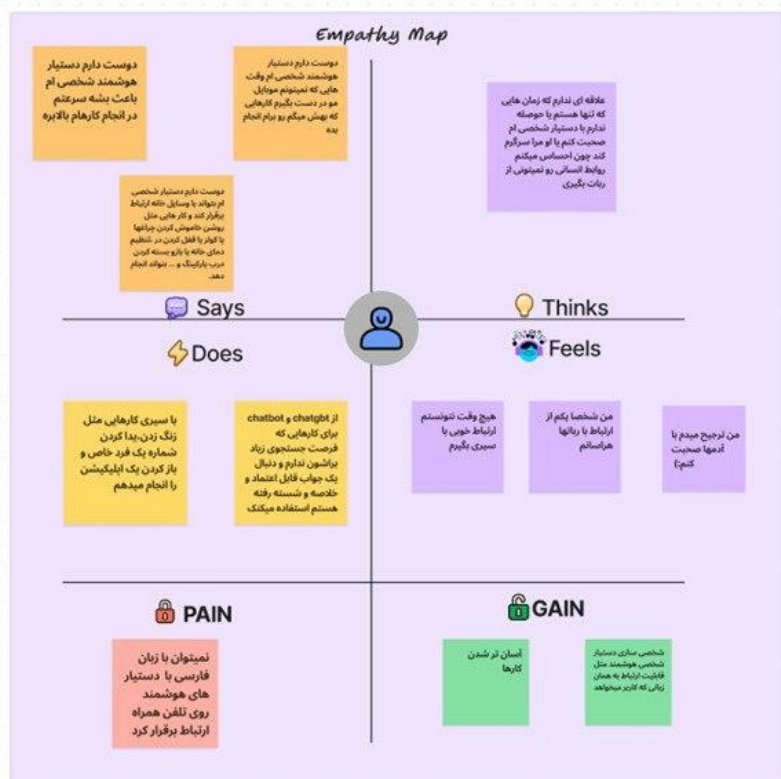 Empathy Map
دوست دارم دستیار
هوشمند شخصی ام
باعث بشه سرعتم
در انجام کارهام بالابره
دوست دارم دستیار
هوشمند شخصی ام وقت
هایی که نمیتونم موبایل
مو در دست بگیرم کارهایی
که بهش میگم رو برام انجام
بده
دوست دارم دستیار شخصی
ام بتواند با وسایل خانه ارتباط
برقرار کند و کار هایی مثل
روشن خاموش کردن چراغها
یا کولر یا قفل کردن در ،تنظیم
دمای خانه یا بازو بسته کردن
درب پارکینگ و ... بتواند انجام
دهد.
علاقه ای ندارم که زمان هایی
که تنها هستم یا حوصله
ندارم با دستیار شخصی ام
صحبت کنم یا او مرا سرگرم
کند چون احساس میکنم
روابط انسانی رو نمیتونی از
ربات بگیری
Says
Thinks
Does
Feels
با سیری کارهایی مثل
زنگ زدن،پدا کردن
شماره یک فرد خاص و
باز کردن یک اپلیکیشن
را انجام میدهم
از chatgbt و chatbot
برای کارهایی که
فرصت جستجوی زیاد
براشون ندارم و دنبال
یک جواب قابل اعتماد و
خلاصه و شسته رفته
هستم استفاده میکنک
هیچ وقت نتونستم
ارتباط خوبی با
سیری بگیرم
من شخصا یکم از
ارتباط با رباتها
هراسانم
من ترجیح میدم با
آدمها صحبت
کنم:)
PAIN
GAIN
نمیتوان با زبان
فارسی با دستیار
های هوشمند
روی تلفن همراه
ارتباط برقرار کرد
آسان تر شدن
کارها
شخصی سازی دستیار
شخصی هوشمند مثل
قابلیت ارتباط به همان
زبانی که کاربر میخواهد